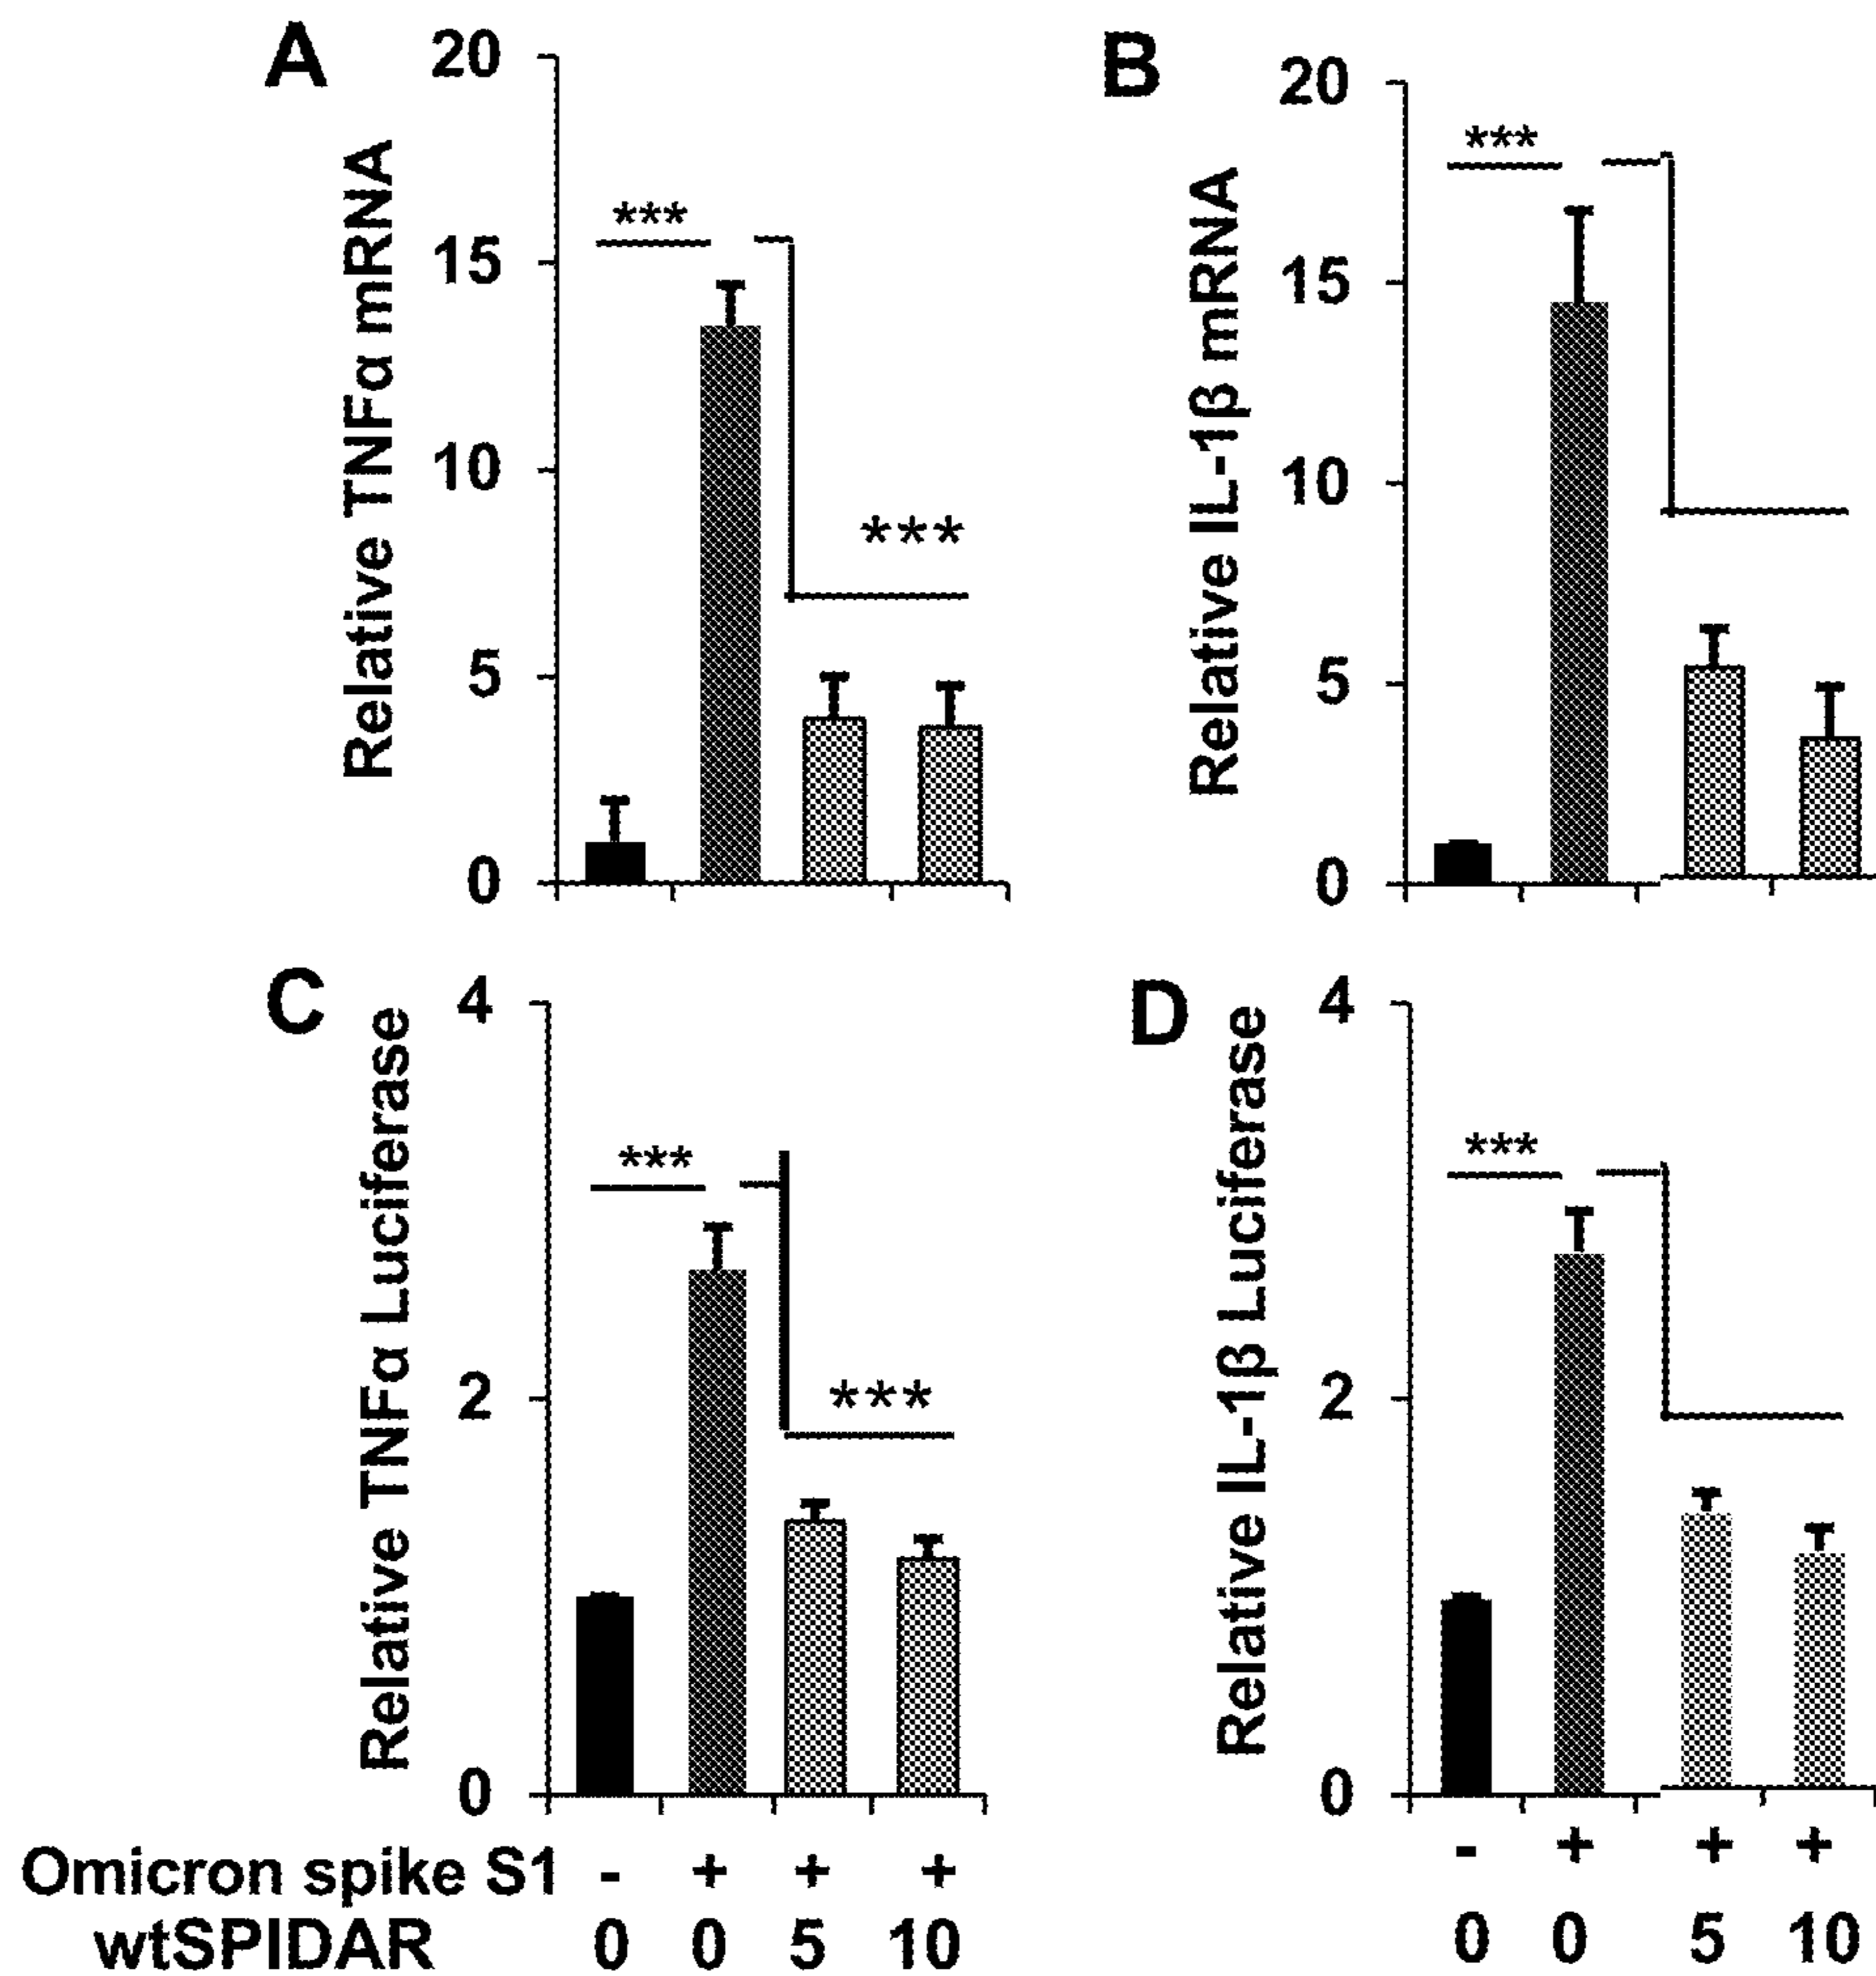 A
Relative TNFα mRNA
20
15
10
5
0
***
***
B
Relative IL-1β mRNA
20
15
10
5
0
***
C
Relative TNFα Luciferase
4
2
0
***
***
D
Relative IL-1β Luciferase
4
2
0
***
Omicron spike S1 - + + + - + + +
wtSPIDAR 0 0 5 10 0 0 5 10